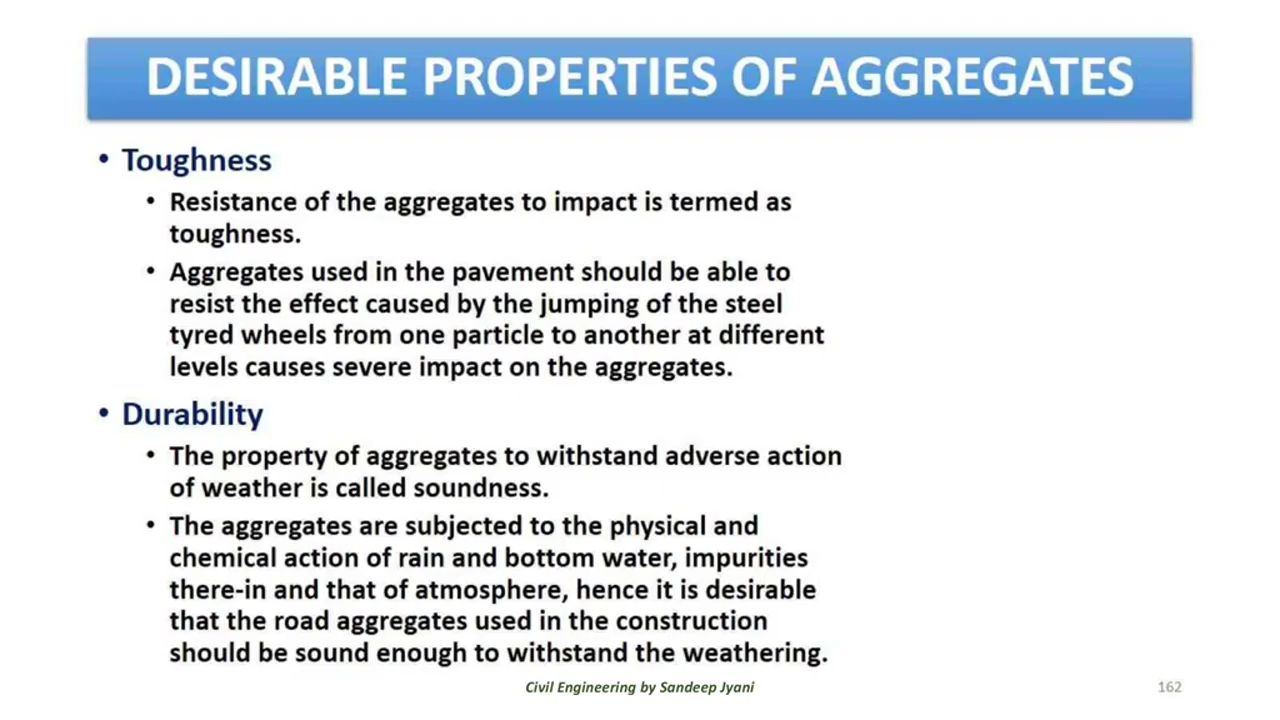 DESIRABLE PROPERTIES OF AGGREGATES
• Toughness
• Resistance of the aggregates to impact is termed as
toughness.
• Aggregates used in the pavement should be able to
resist the effect caused by the jumping of the steel
tyred wheels from one particle to another at different
levels causes severe impact on the aggregates.
• Durability
• The property of aggregates to withstand adverse action
of weather is called soundness.
• The aggregates are subjected to the physical and
chemical action of rain and bottom water, impurities
there-in and that of atmosphere, hence it is desirable
that the road aggregates used in the construction
should be sound enough to withstand the weathering.
Civil Engineering by Sandeep Jyani
162